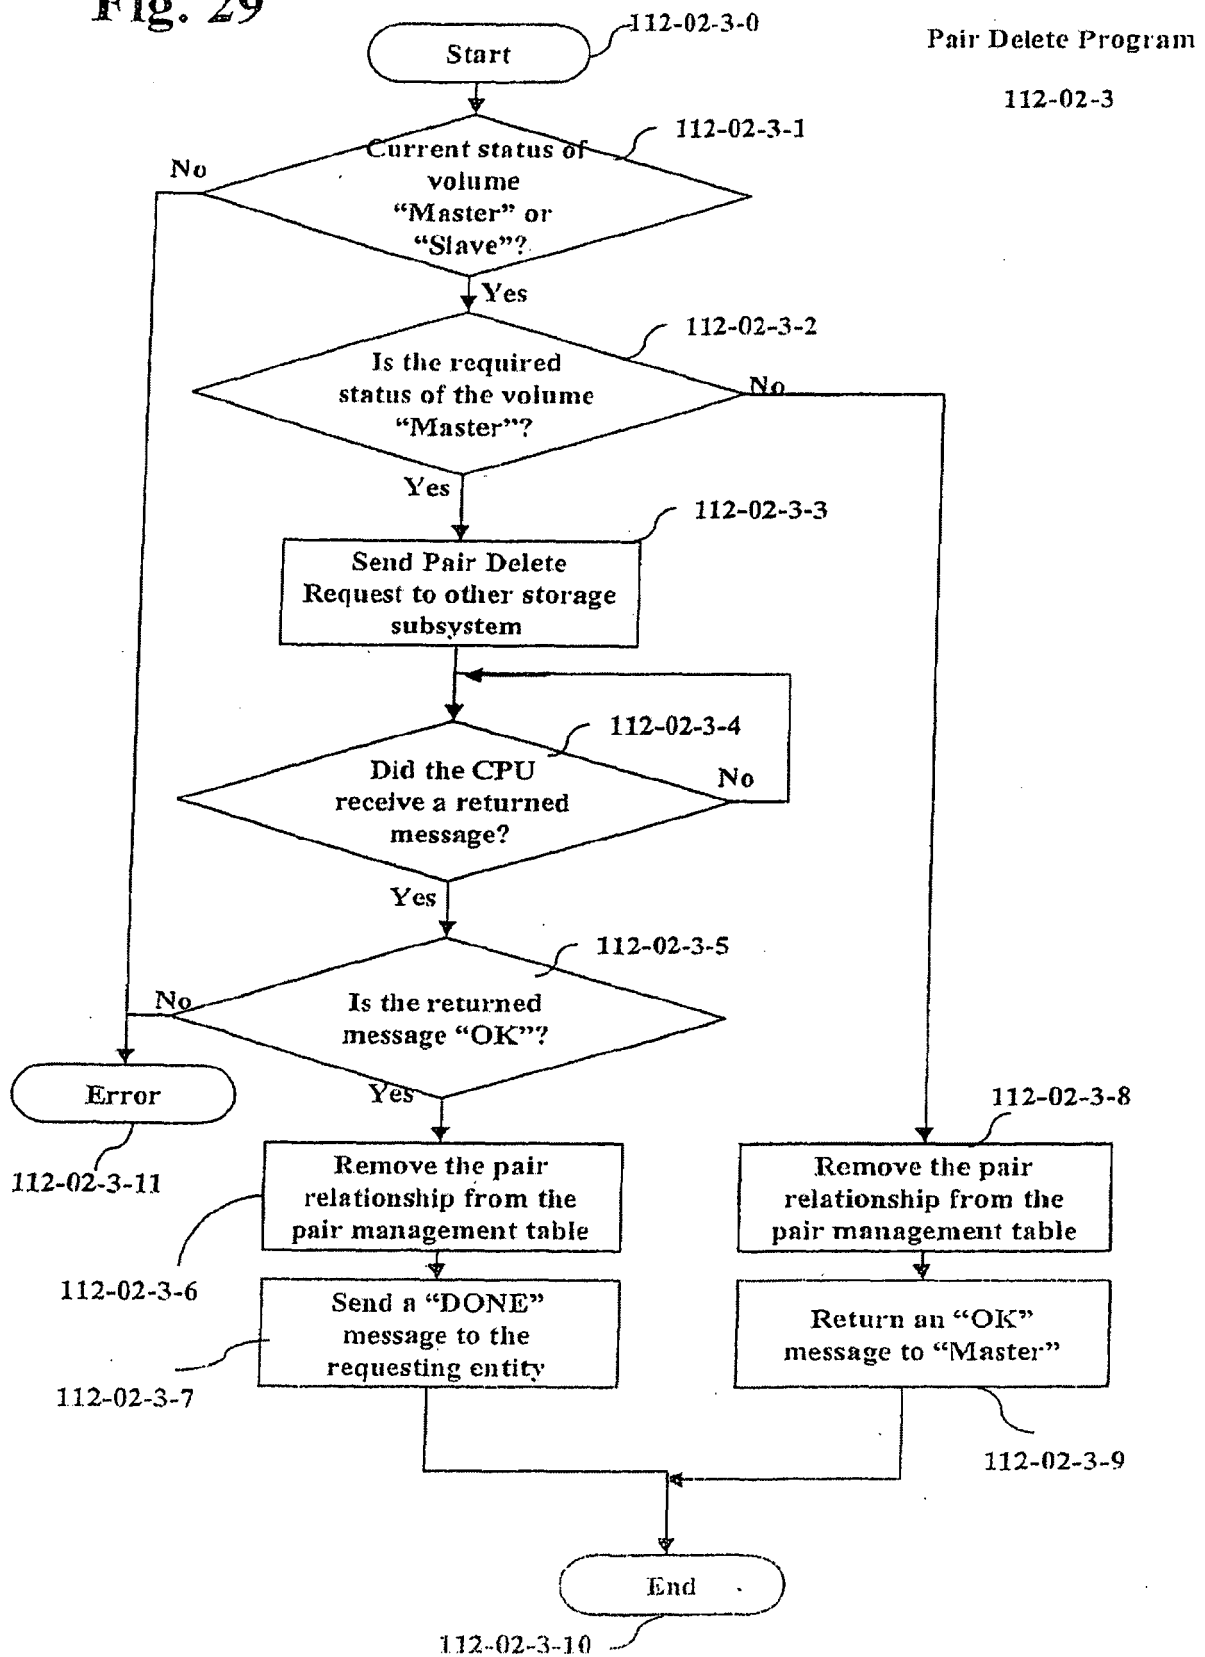 Fig. 29
Pair Delete Program
112-02-3
112-02-3-0
Start
112-02-3-1
Current status of
volume
“Master” or
“Slave”?
No
Yes
112-02-3-2
Is the required
status of the volume
“Master”?
No
Yes
112-02-3-3
Send Pair Delete
Request to other storage
subsystem
112-02-3-4
Did the CPU
receive a returned
message?
No
Yes
112-02-3-5
Is the returned
message “OK”?
No
Yes
Error
112-02-3-11
Remove the pair
relationship from the
pair management table
112-02-3-6
112-02-3-8
Remove the pair
relationship from the
pair management table
Send a “DONE”
message to the
requesting entity
112-02-3-7
Return an “OK”
message to “Master”
112-02-3-9
End
112-02-3-10